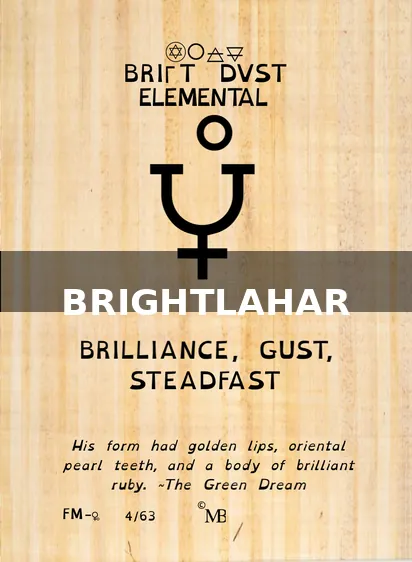 BRIΓT DVST
ELEMENTAL
BRIGHTLAHAR
BRILLIANCE, GUST,
STEADFAST
His form had golden lips, oriental
pearl teeth, and a body of brilliant
ruby. ~The Green Dream
FM-♀ 4/63 © MB